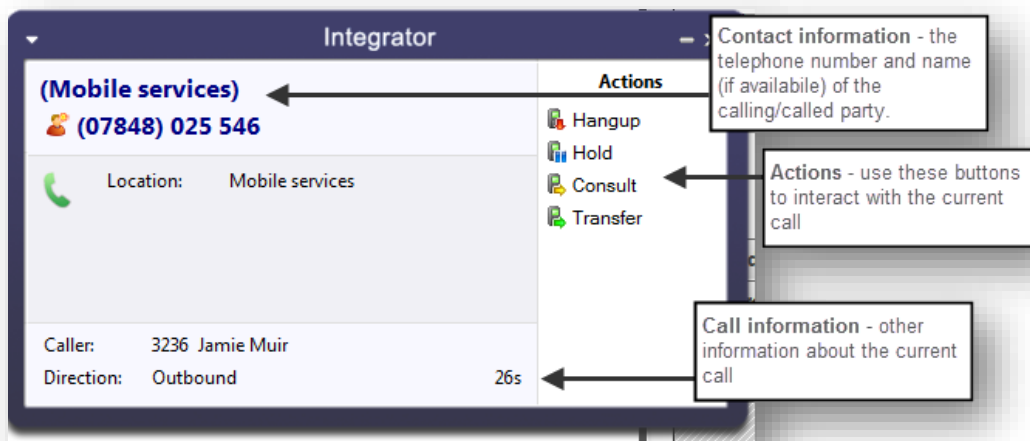 Integrator
(Mobile services)
(07848) 025 546
Location: Mobile services
Caller: 3236 Jamie Muir
Direction: Outbound 26s
Actions
Hangup
Hold
Consult
Transfer
Contact information - the
telephone number and name
(if availabile) of the
calling/called party.
Actions - use these buttons
to interact with the current
call
Call information - other
information about the current
call